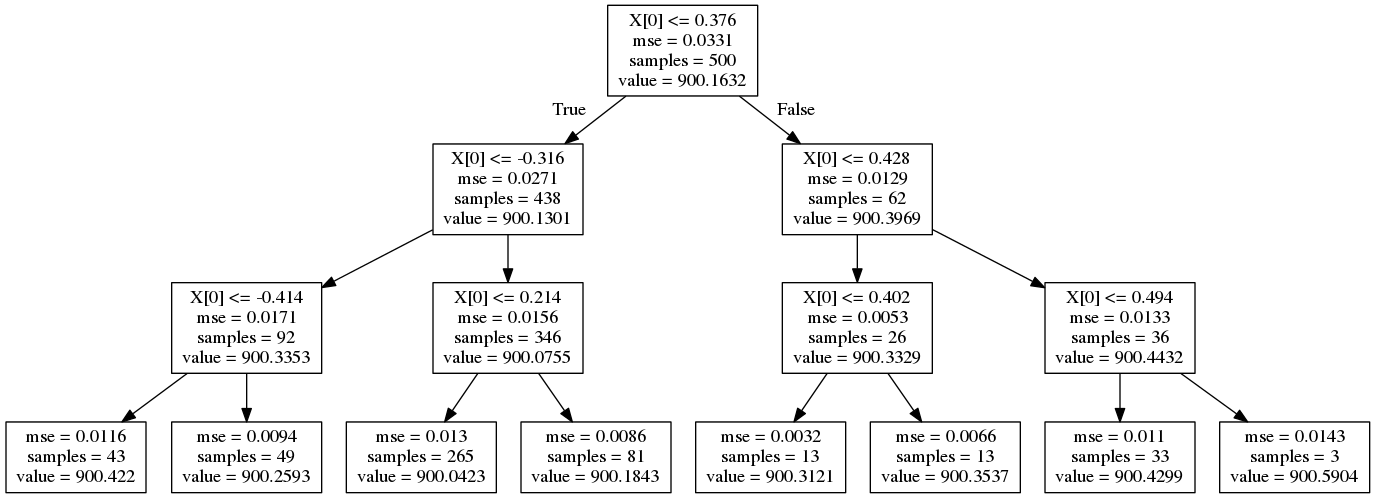 X[0] <= 0.376
mse = 0.0331
samples = 500
value = 900.1632
True
False
X[0] <= -0.316
mse = 0.0271
samples = 438
value = 900.1301
X[0] <= 0.428
mse = 0.0129
samples = 62
value = 900.3969
X[0] <= -0.414
mse = 0.0171
samples = 92
value = 900.3353
X[0] <= 0.214
mse = 0.0156
samples = 346
value = 900.0755
X[0] <= 0.402
mse = 0.0053
samples = 26
value = 900.3329
X[0] <= 0.494
mse = 0.0133
samples = 36
value = 900.4432
mse = 0.0116
samples = 43
value = 900.422
mse = 0.0094
samples = 49
value = 900.2593
mse = 0.013
samples = 265
value = 900.0423
mse = 0.0086
samples = 81
value = 900.1843
mse = 0.0032
samples = 13
value = 900.3121
mse = 0.0066
samples = 13
value = 900.3537
mse = 0.011
samples = 33
value = 900.4299
mse = 0.0143
samples = 3
value = 900.5904